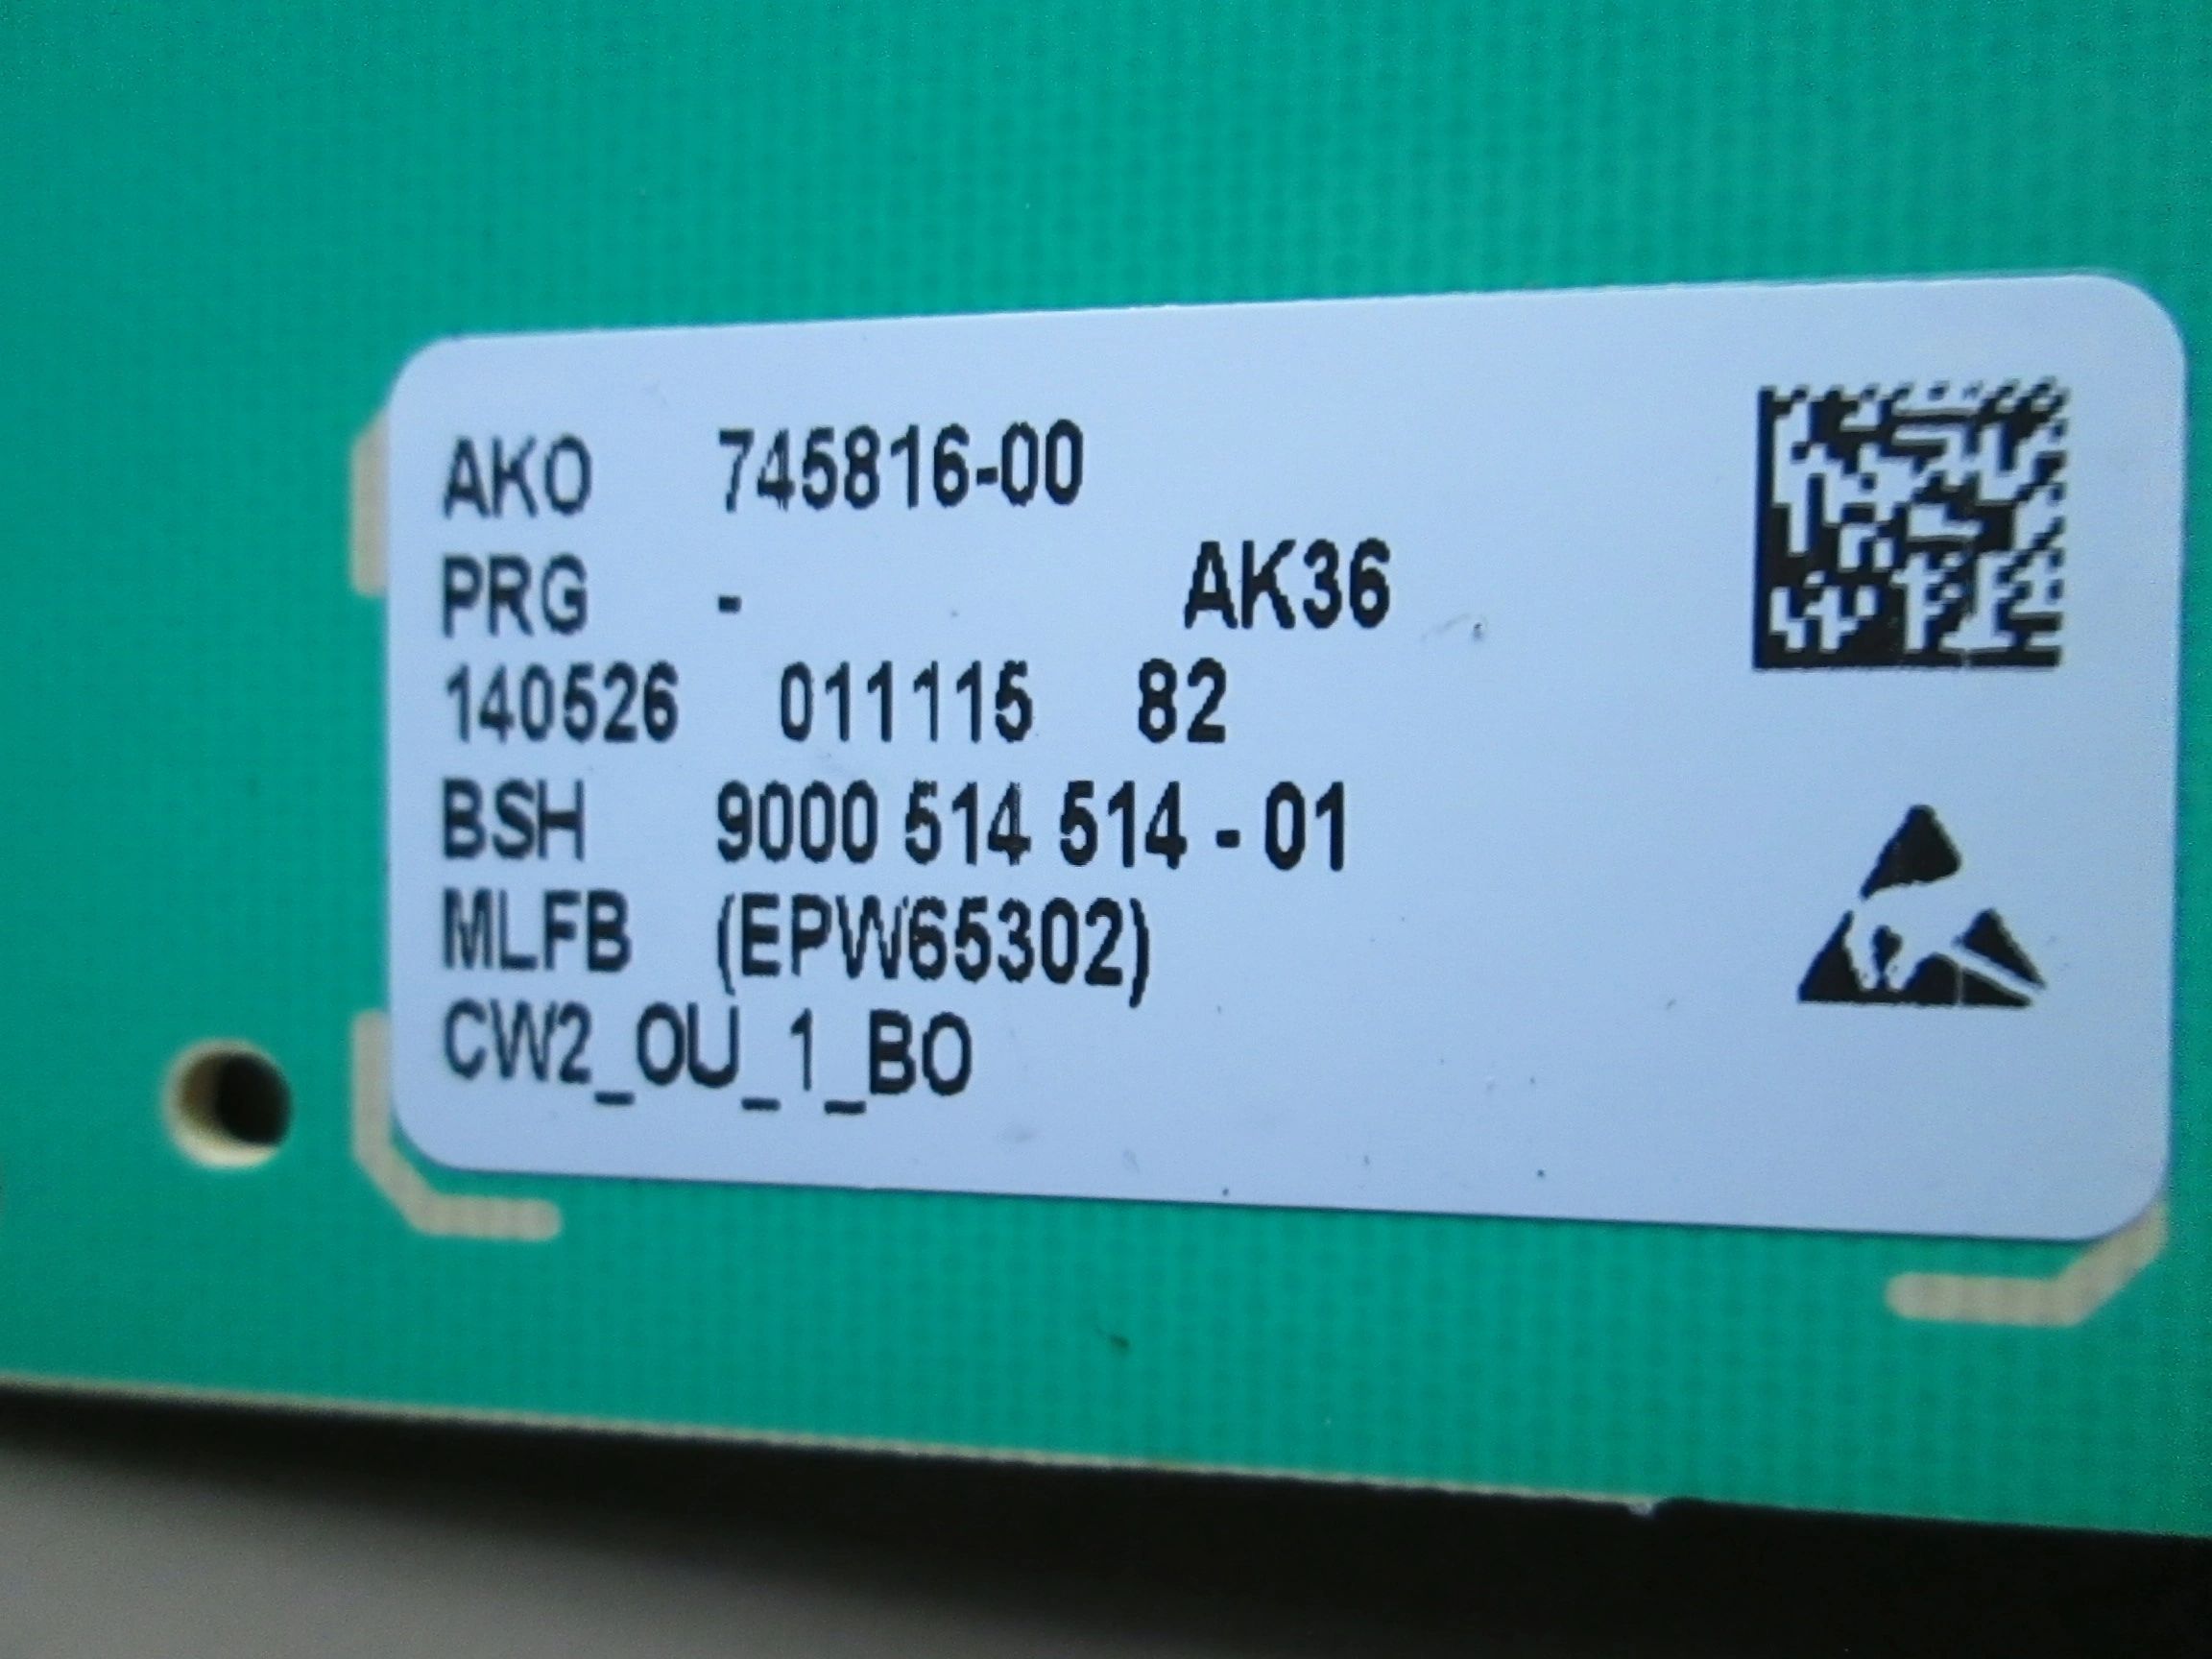 AKO 745816-00
PRG - AK36
140526 011115 82
BSH 9000 514 514 - 01
MLFB (EPW65302)
CW2_OU_1_BO